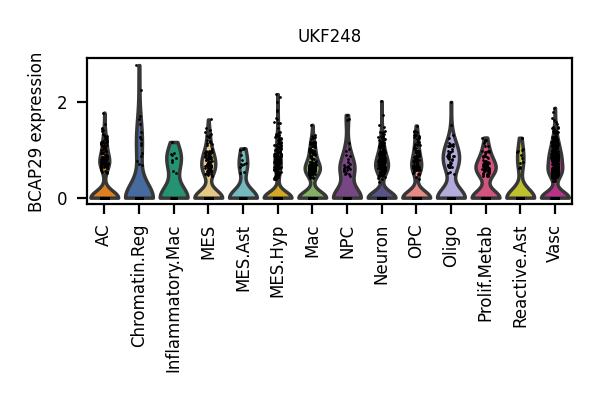 UKF248
BCAP29 expression
2
0
AC
Chromatin.Reg
Inflammatory.Mac
MES
MES.Ast
MES.Hyp
Mac
NPC
Neuron
OPC
Oligo
Prolif.Metab
Reactive.Ast
Vasc